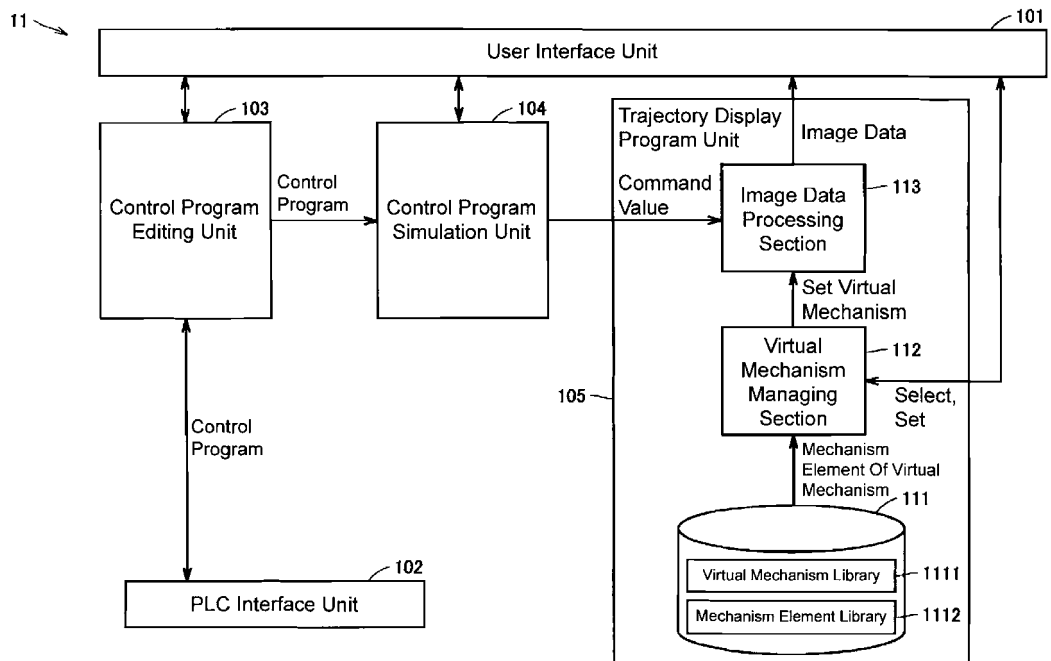 11
101
User Interface Unit
103
104
Control Program
Editing Unit
Control
Program
Control Program
Simulation Unit
Trajectory Display
Program Unit
Image Data
Command
Value
113
Image Data
Processing
Section
Set Virtual
Mechanism
112
Virtual
Mechanism
Managing
Section
105
Select,
Set
Control
Program
Mechanism
Element Of Virtual
Mechanism
111
Virtual Mechanism Library
1111
Mechanism Element Library
1112
102
PLC Interface Unit